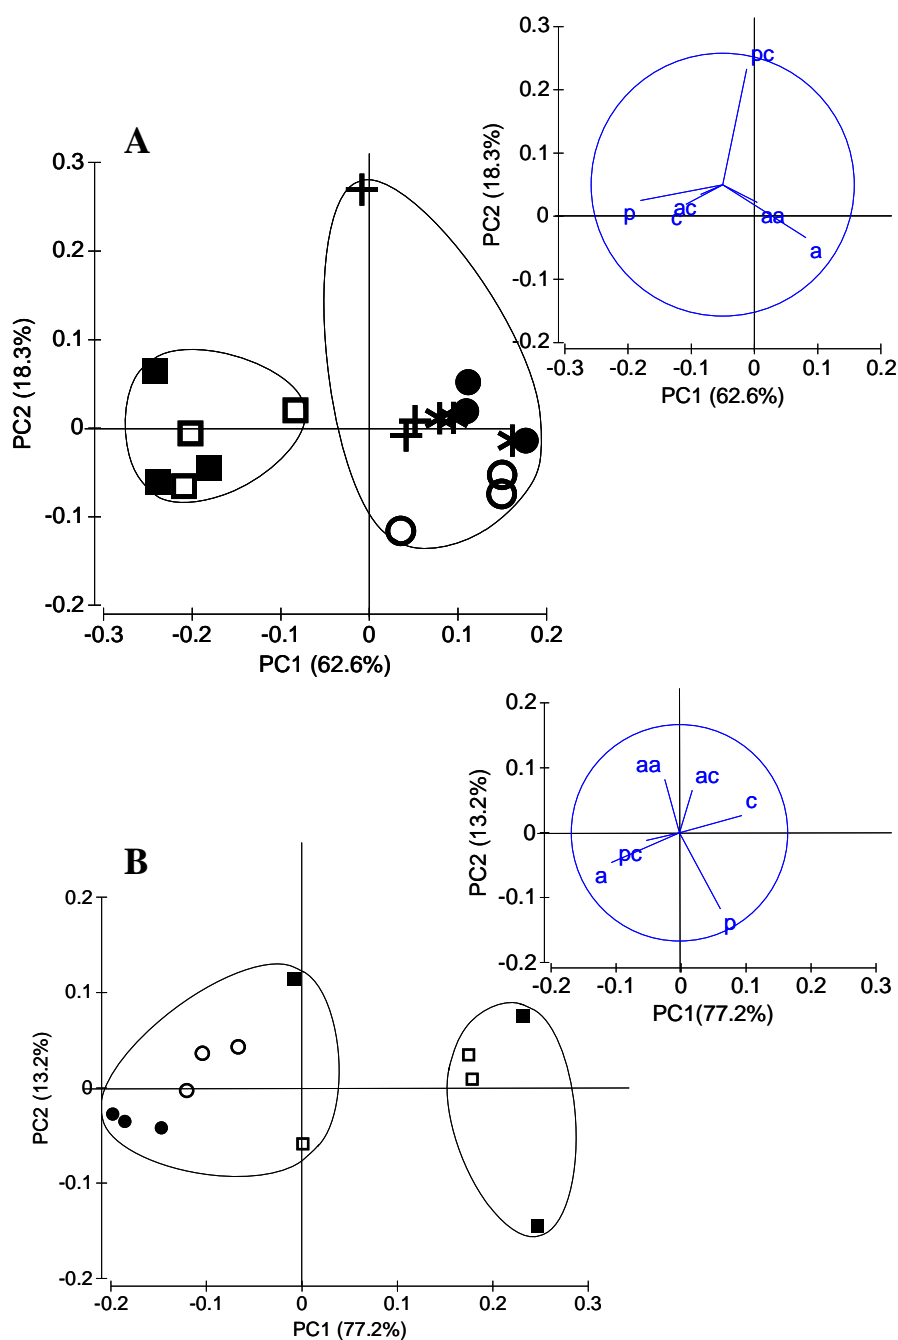 A
0.3
0.2
0.1
0
-0.1
-0.2
PC2 (18.3%)
-0.3 -0.2 -0.1 0 0.1 0.2
PC1 (62.6%)
0.3
0.2
0.1
0
-0.1
-0.2
PC2 (18.3%)
pc
p
ac
c
aa
a
-0.3 -0.2 -0.1 0 0.1 0.2
PC1 (62.6%)
B
0.2
0.1
0
-0.1
-0.2
PC2 (13.2%)
-0.2 -0.1 0 0.1 0.2 0.3
PC1 (77.2%)
0.2
0.1
0
-0.1
-0.2
PC2 (13.2%)
aa
ac
c
pc
a
p
-0.2 -0.1 0 0.1 0.2 0.3
PC1(77.2%)